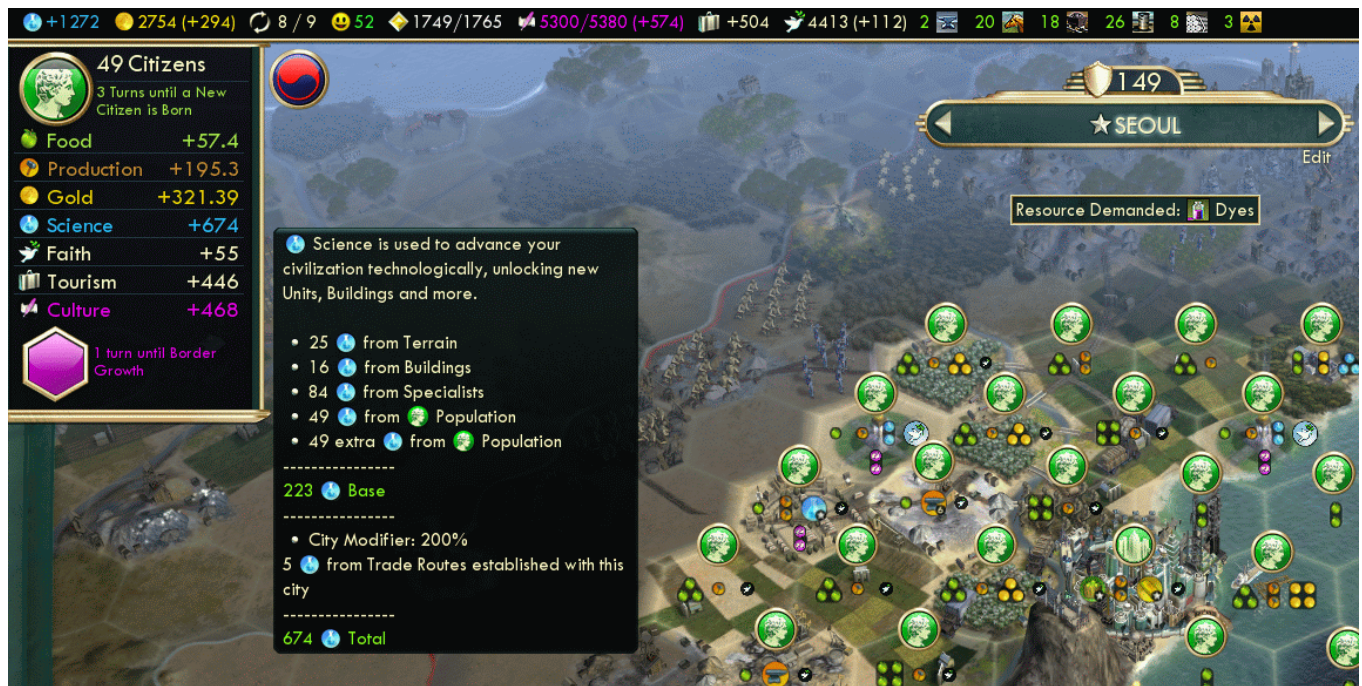 +1272 2754 (+294) 8 / 9 52 1749/1765 5300/5380 (+574) +504 4413 (+112) 2 20 18 26 8 3
49 Citizens
3 Turns until a New
Citizen is Born
Food +57.4
Production +195.3
Gold +321.39
Science +674
Faith +55
Tourism +446
Culture +468
1 turn until Border
Growth
149
SEOUL
Edit
Resource Demanded: Dyes
Science is used to advance your
civilization technologically, unlocking new
Units, Buildings and more.
• 25 from Terrain
• 16 from Buildings
• 84 from Specialists
• 49 from Population
• 49 extra from Population
----------------
223 Base
----------------
• City Modifier: 200%
5 from Trade Routes established with this
city
----------------
674 Total
6